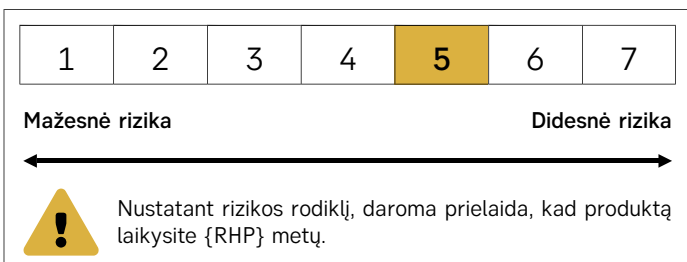 1 2 3 4 5 6 7
Mažesnė rizika Didesnė rizika
Nustatant rizikos rodiklį, daroma prielaida, kad produktą
laikysite {RHP} metų.